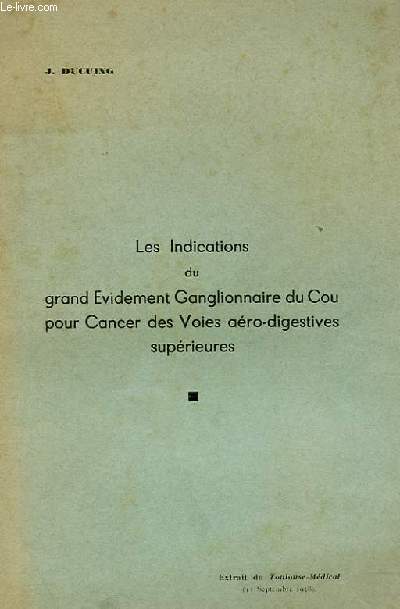 Le-livre.com
J. DUCUING
Les Indications
du
grand Evidement Ganglionnaire du Cou
pour Cancer des Voies aéro-digestives
supérieures
Extrait du Toulouse-Médical
Septembre